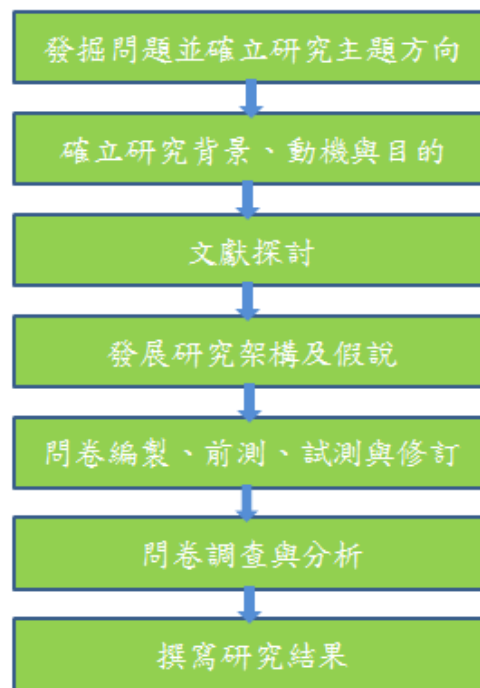 發掘問題並確立研究主題方向
確立研究背景、動機與目的
文獻探討
發展研究架構及假說
問卷編製、前測、試測與修訂
問卷調查與分析
撰寫研究結果